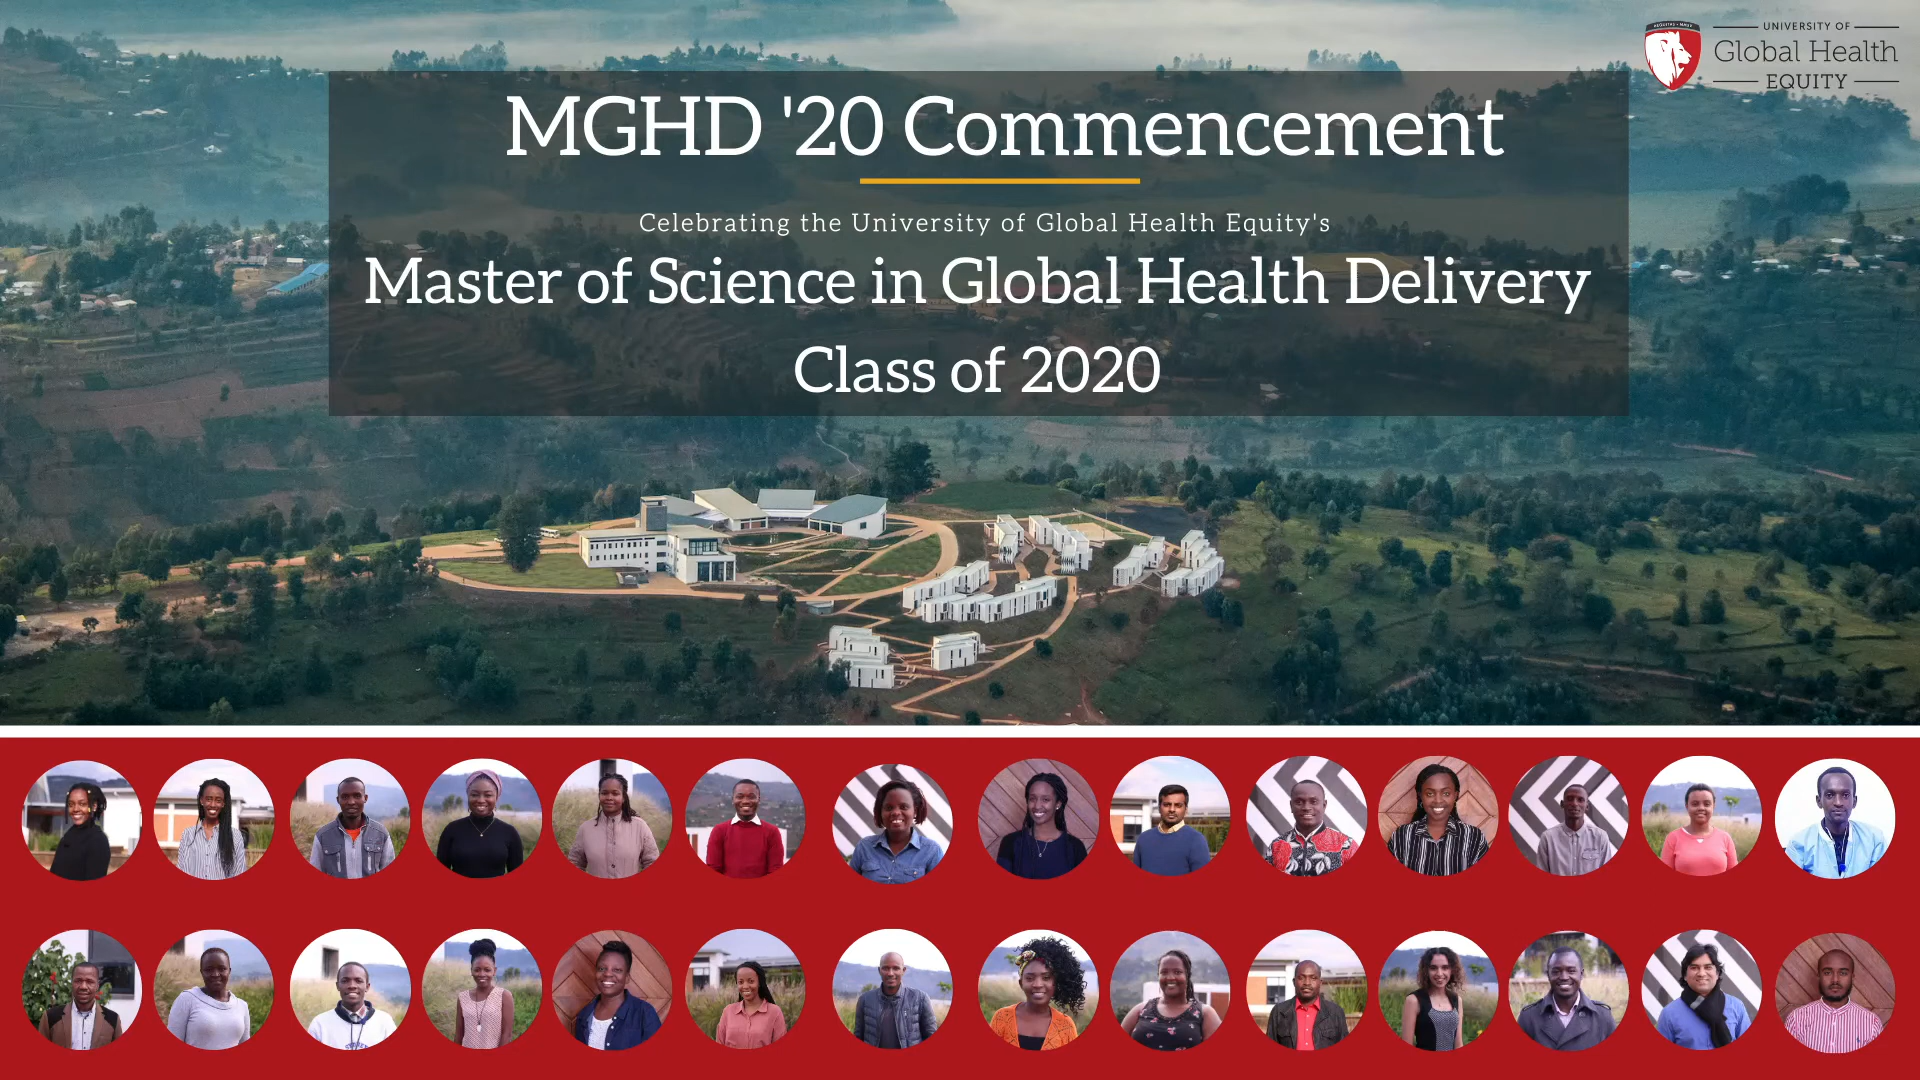 UNIVERSITY OF
Global Health
EQUITY
MGHD '20 Commencement
Celebrating the University of Global Health Equity's
Master of Science in Global Health Delivery
Class of 2020